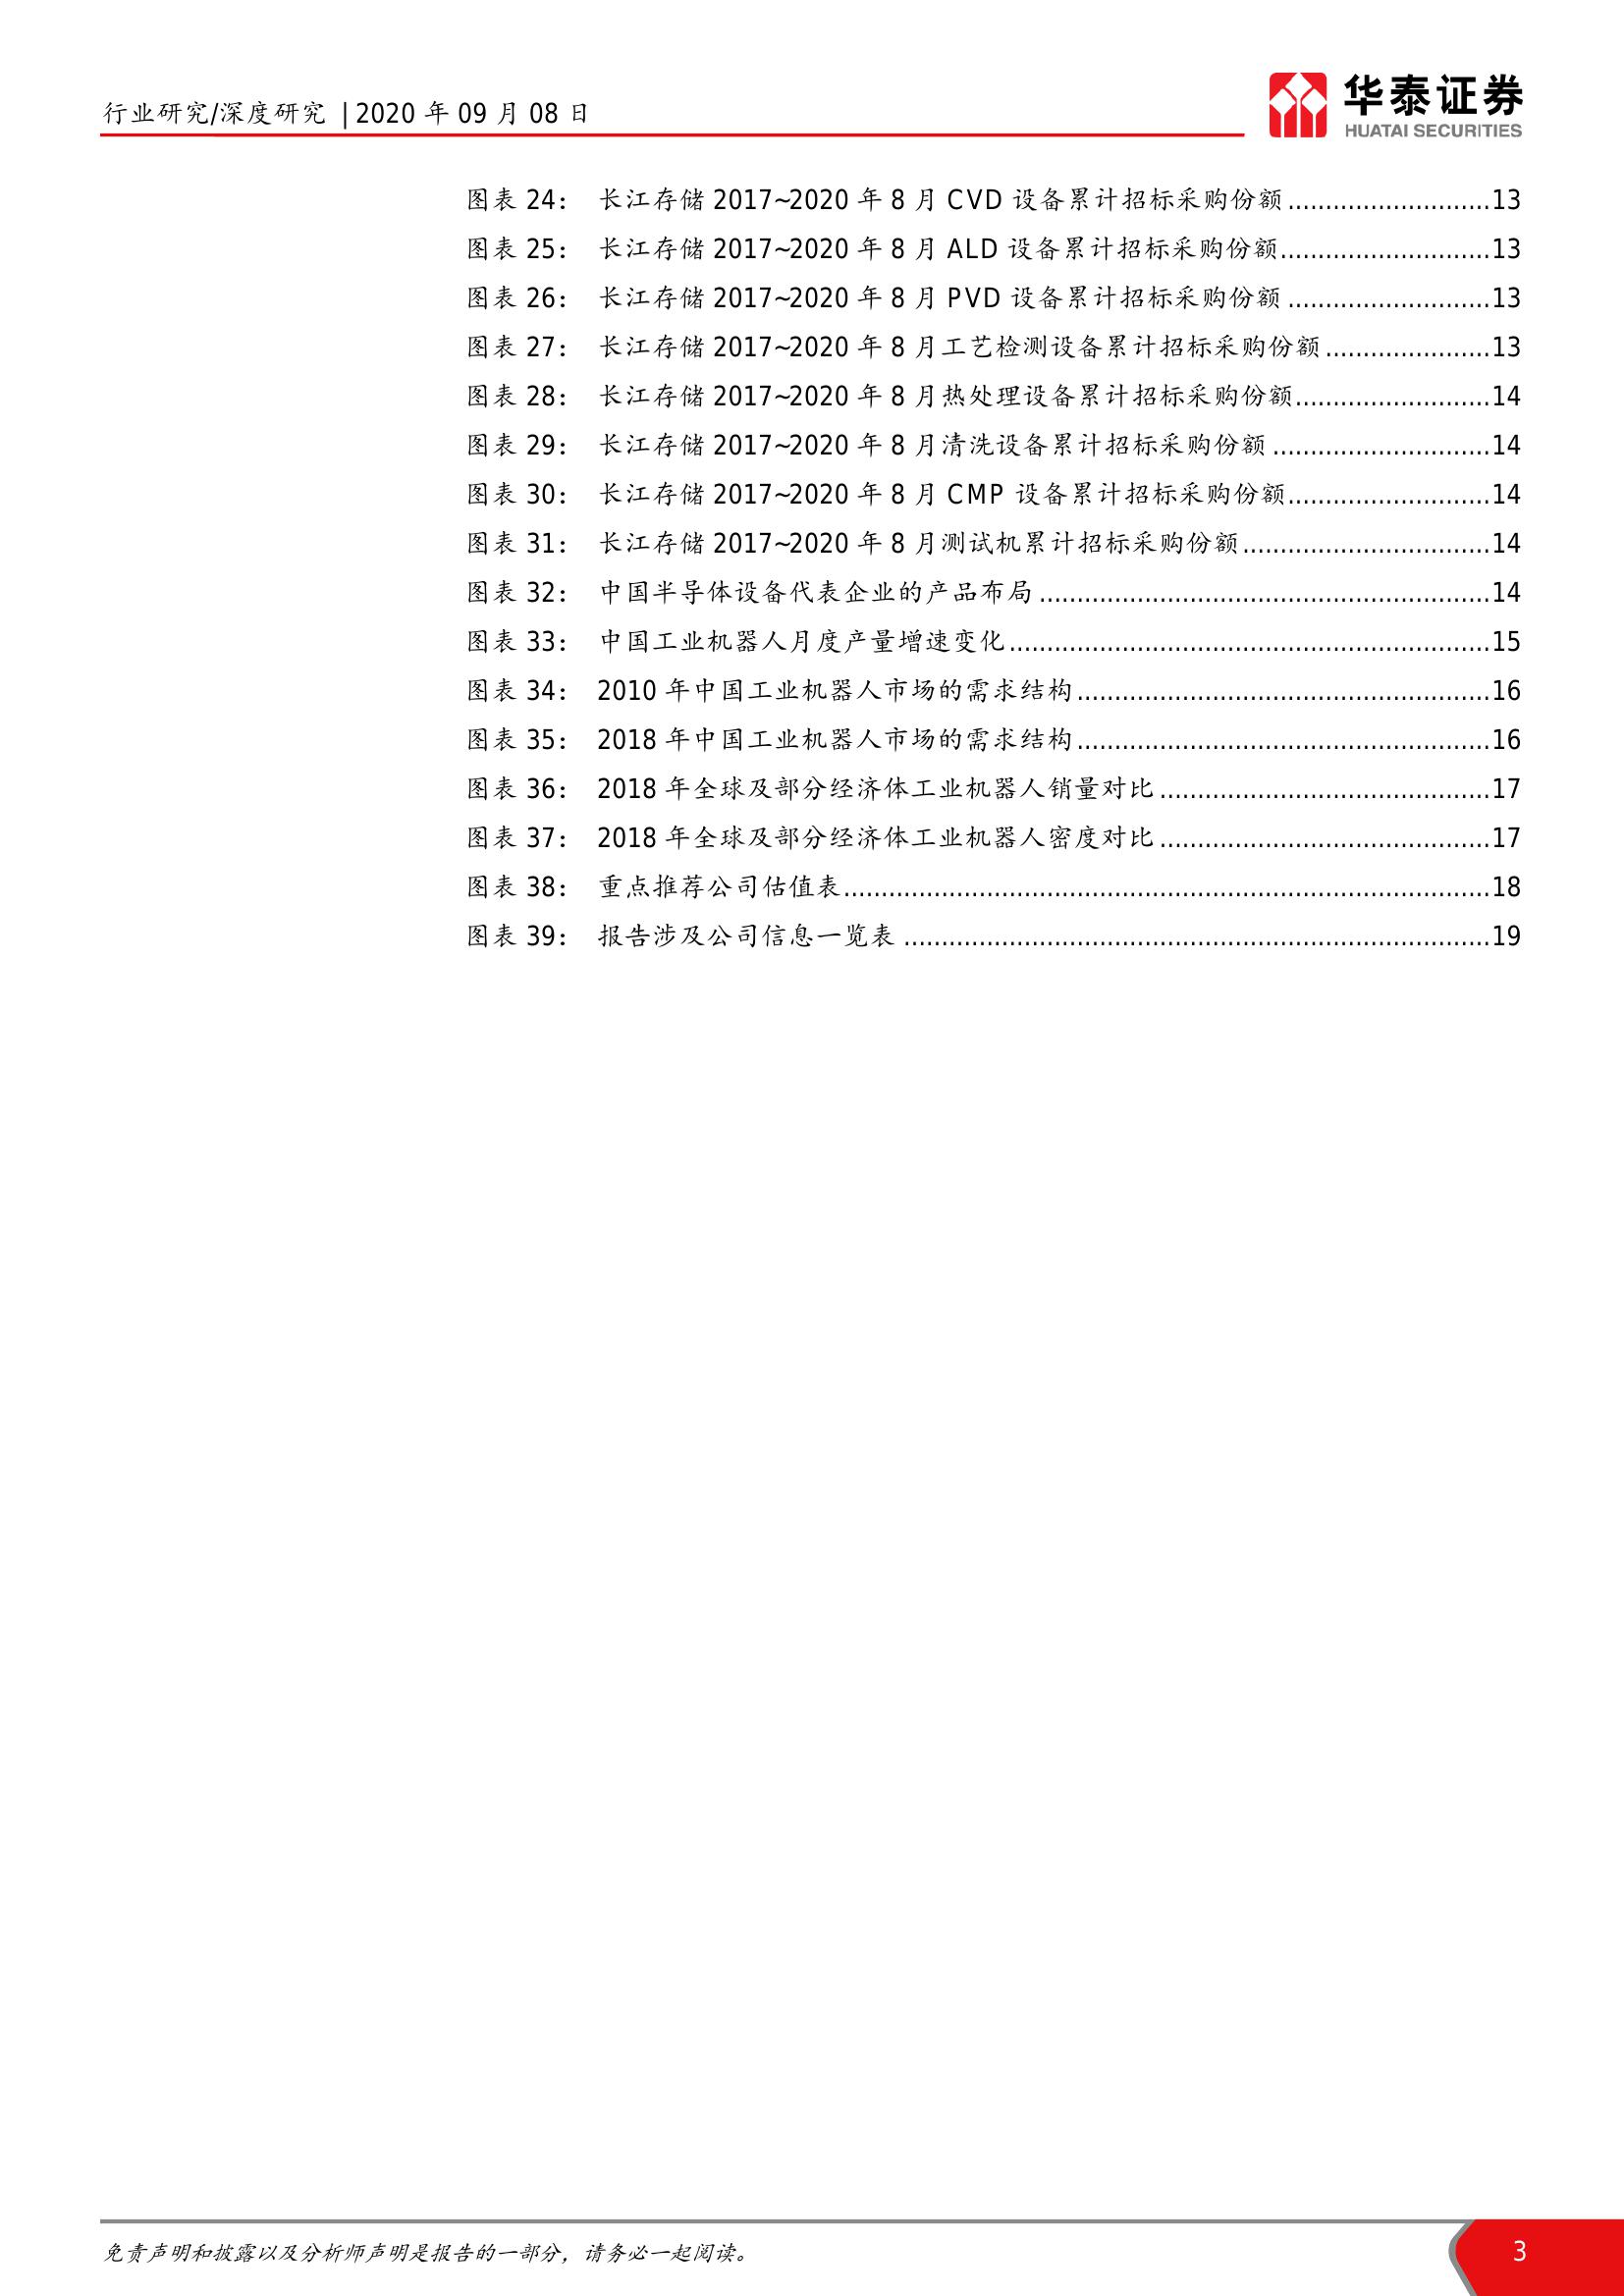 行业研究/深度研究 | 2020 年 09 月 08 日
华泰证券
HUATAI SECURITIES
图表 24： 长江存储 2017~2020 年 8 月 CVD 设备累计招标采购份额...........................13
图表 25： 长江存储 2017~2020 年 8 月 ALD 设备累计招标采购份额............................13
图表 26： 长江存储 2017~2020 年 8 月 PVD 设备累计招标采购份额...........................13
图表 27： 长江存储 2017~2020 年 8 月工艺检测设备累计招标采购份额......................13
图表 28： 长江存储 2017~2020 年 8 月热处理设备累计招标采购份额..........................14
图表 29： 长江存储 2017~2020 年 8 月清洗设备累计招标采购份额.............................14
图表 30： 长江存储 2017~2020 年 8 月 CMP 设备累计招标采购份额...........................14
图表 31： 长江存储 2017~2020 年 8 月测试机累计招标采购份额.................................14
图表 32： 中国半导体设备代表企业的产品布局............................................................14
图表 33： 中国工业机器人月度产量增速变化................................................................15
图表 34： 2010 年中国工业机器人市场的需求结构.......................................................16
图表 35： 2018 年中国工业机器人市场的需求结构.......................................................16
图表 36： 2018 年全球及部分经济体工业机器人销量对比............................................17
图表 37： 2018 年全球及部分经济体工业机器人密度对比............................................17
图表 38： 重点推荐公司估值表......................................................................................18
图表 39： 报告涉及公司信息一览表..............................................................................19
免责声明和披露以及分析师声明是报告的一部分，请务必一起阅读。
3